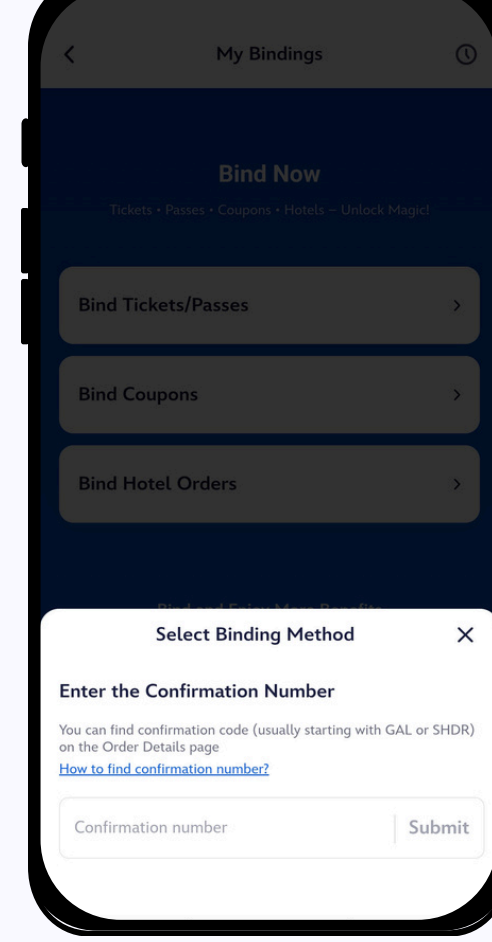 My Bindings
Bind Now
Tickets • Passes • Coupons • Hotels – Unlock Magic!
Bind Tickets/Passes
Bind Coupons
Bind Hotel Orders
Bind and Enjoy More Benefits
Select Binding Method
Enter the Confirmation Number
You can find confirmation code (usually starting with GAL or SHDR)
on the Order Details page
How to find confirmation number?
Confirmation number
Submit